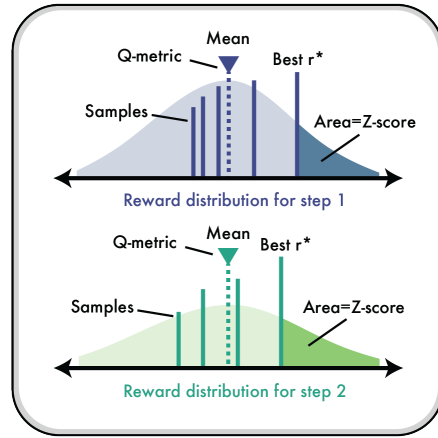 Mean
Q-metric
Best r*
Samples
Area=Z-score
Reward distribution for step 1
Mean
Q-metric
Best r*
Samples
Area=Z-score
Reward distribution for step 2